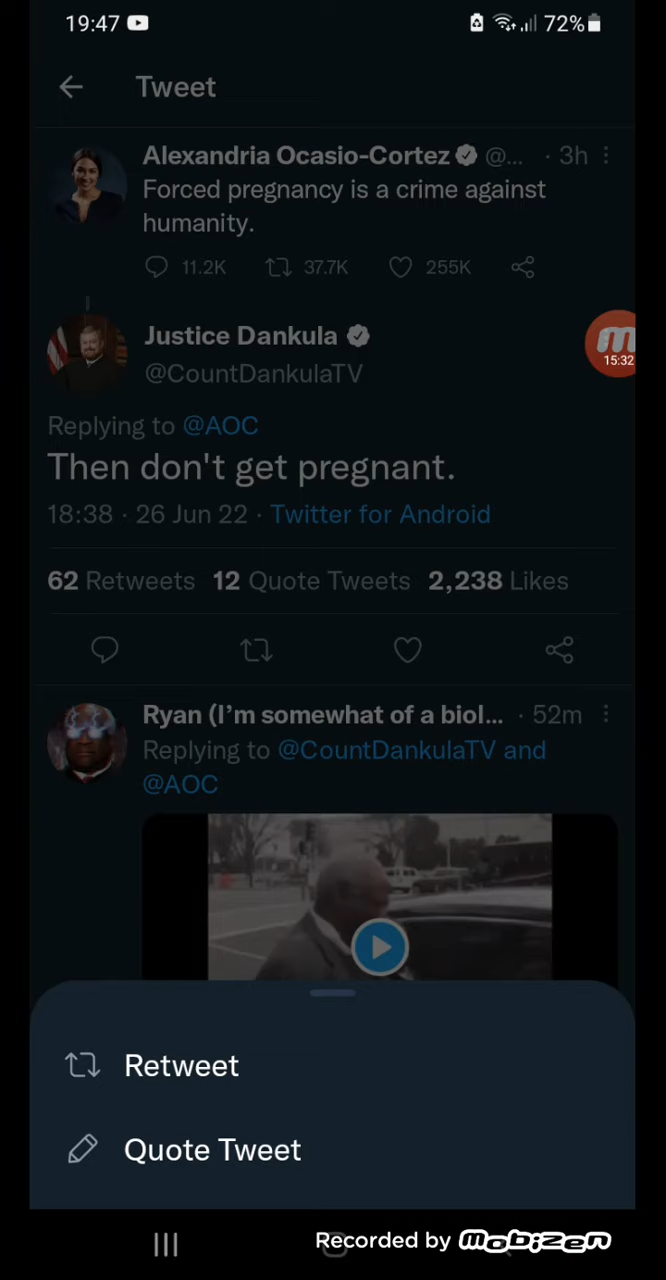 19:47 72%
Tweet
Alexandria Ocasio-Cortez @... · 3h
Forced pregnancy is a crime against
humanity.
11.2K 37.7K 255K
Justice Dankula
@CountDankulaTV
m
15:32
Replying to @AOC
Then don't get pregnant.
18:38 · 26 Jun 22 · Twitter for Android
62 Retweets 12 Quote Tweets 2,238 Likes
Ryan (I'm somewhat of a biol... · 52m
Replying to @CountDankulaTV and
@AOC
Retweet
Quote Tweet
Recorded by Mobizen